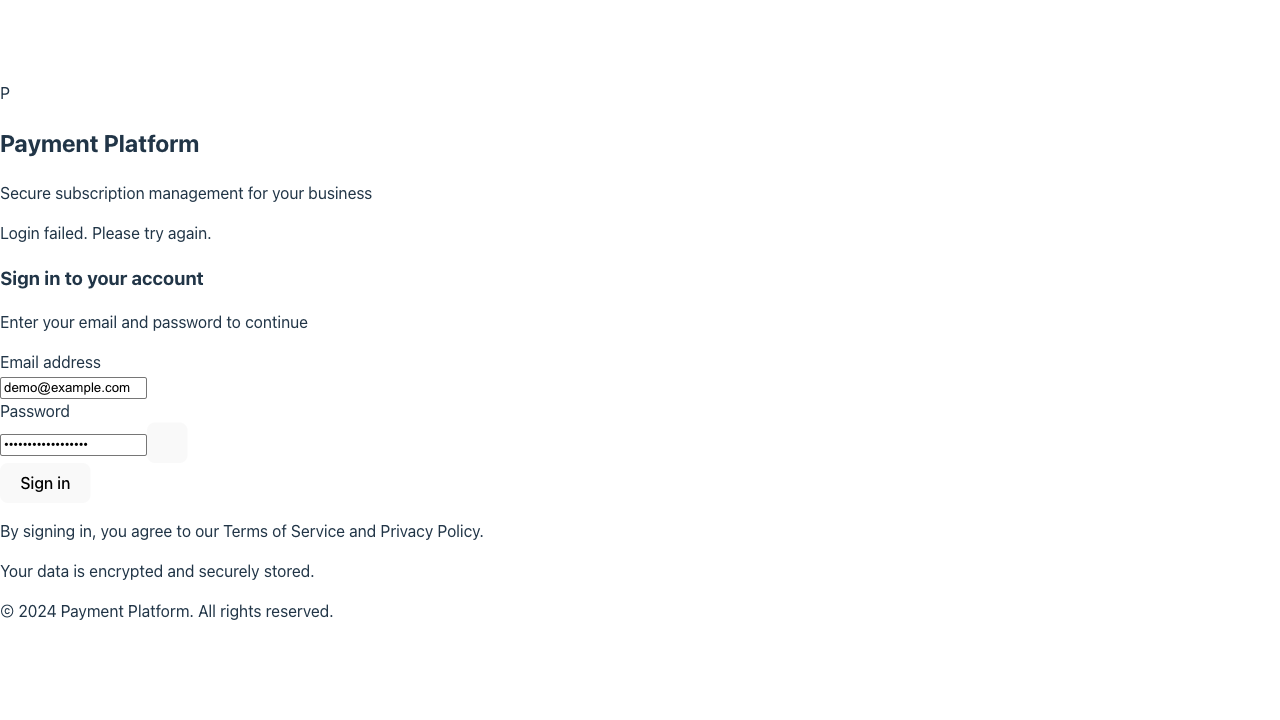 P
Payment Platform
Secure subscription management for your business
Login failed. Please try again.
Sign in to your account
Enter your email and password to continue
Email address
demo@example.com
Password
••••••••••••••••••
Sign in
By signing in, you agree to our Terms of Service and Privacy Policy.
Your data is encrypted and securely stored.
© 2024 Payment Platform. All rights reserved.